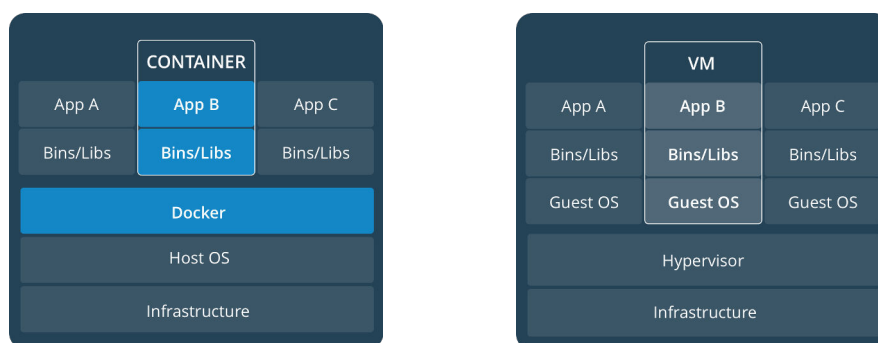 CONTAINER
App A App B App C
Bins/Libs Bins/Libs Bins/Libs
Docker
Host OS
Infrastructure
VM
App A App B App C
Bins/Libs Bins/Libs Bins/Libs
Guest OS Guest OS Guest OS
Hypervisor
Infrastructure